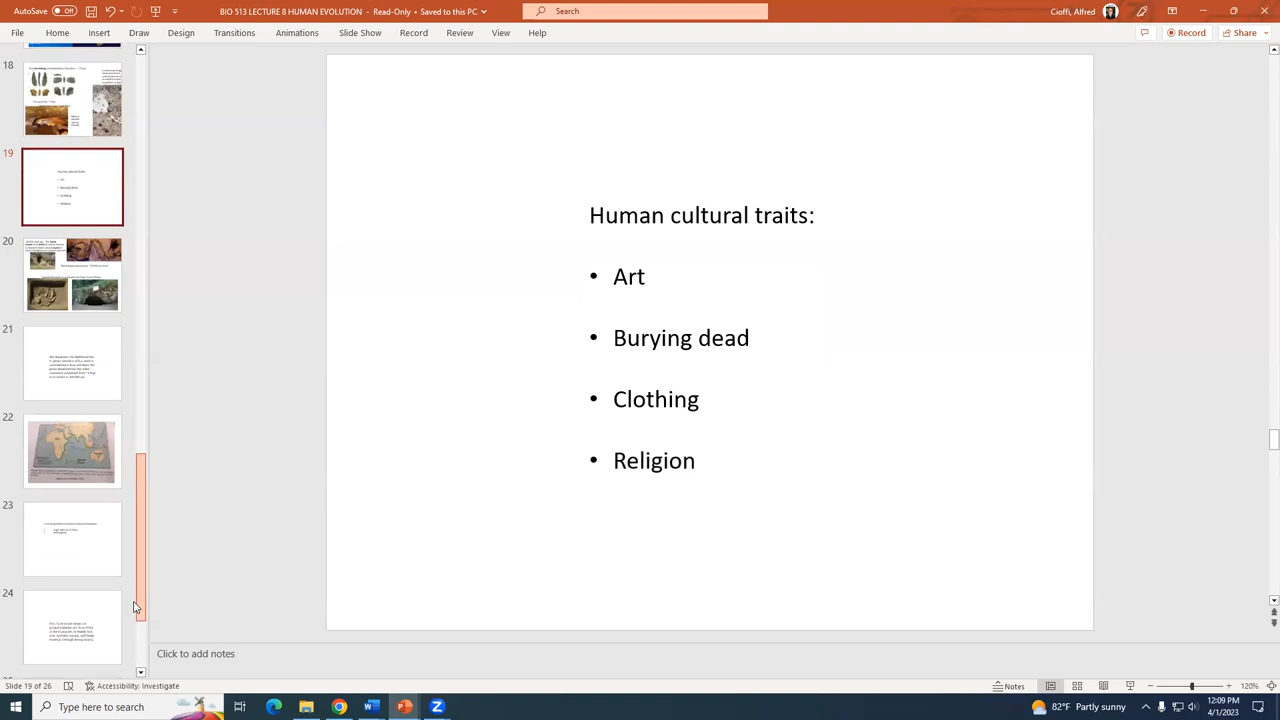 AutoSave Off
BIO 513 LECTURE 8 HUMAN EVOLUTION - Read-Only • Saved to this PC
Search
Cioffi, Alfred
File Home Insert Draw Design Transitions Animations Slide Show Record Review View Help
Record Share
18
19
20
21
22
23
24
Human cultural traits:
• Art
• Burying dead
• Clothing
• Religion
Click to add notes
Slide 19 of 26 Accessibility: Investigate
Notes 120%
Type here to search
82°F Partly sunny
12:09 PM
4/1/2023